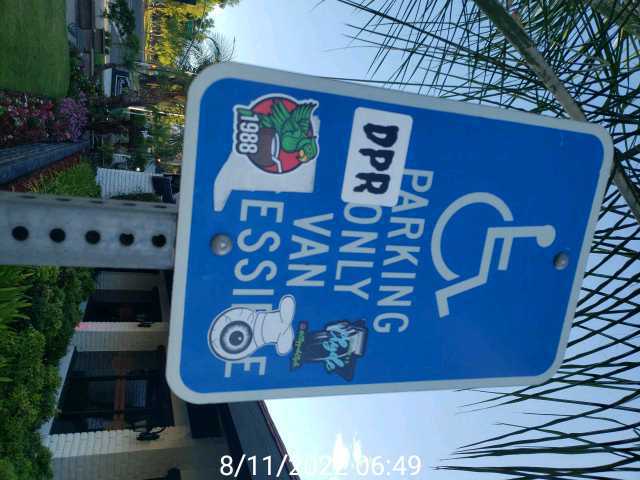 PARKING
ONLY
VAN
ESSI E
DPR
1988
8/11/2022 06:49